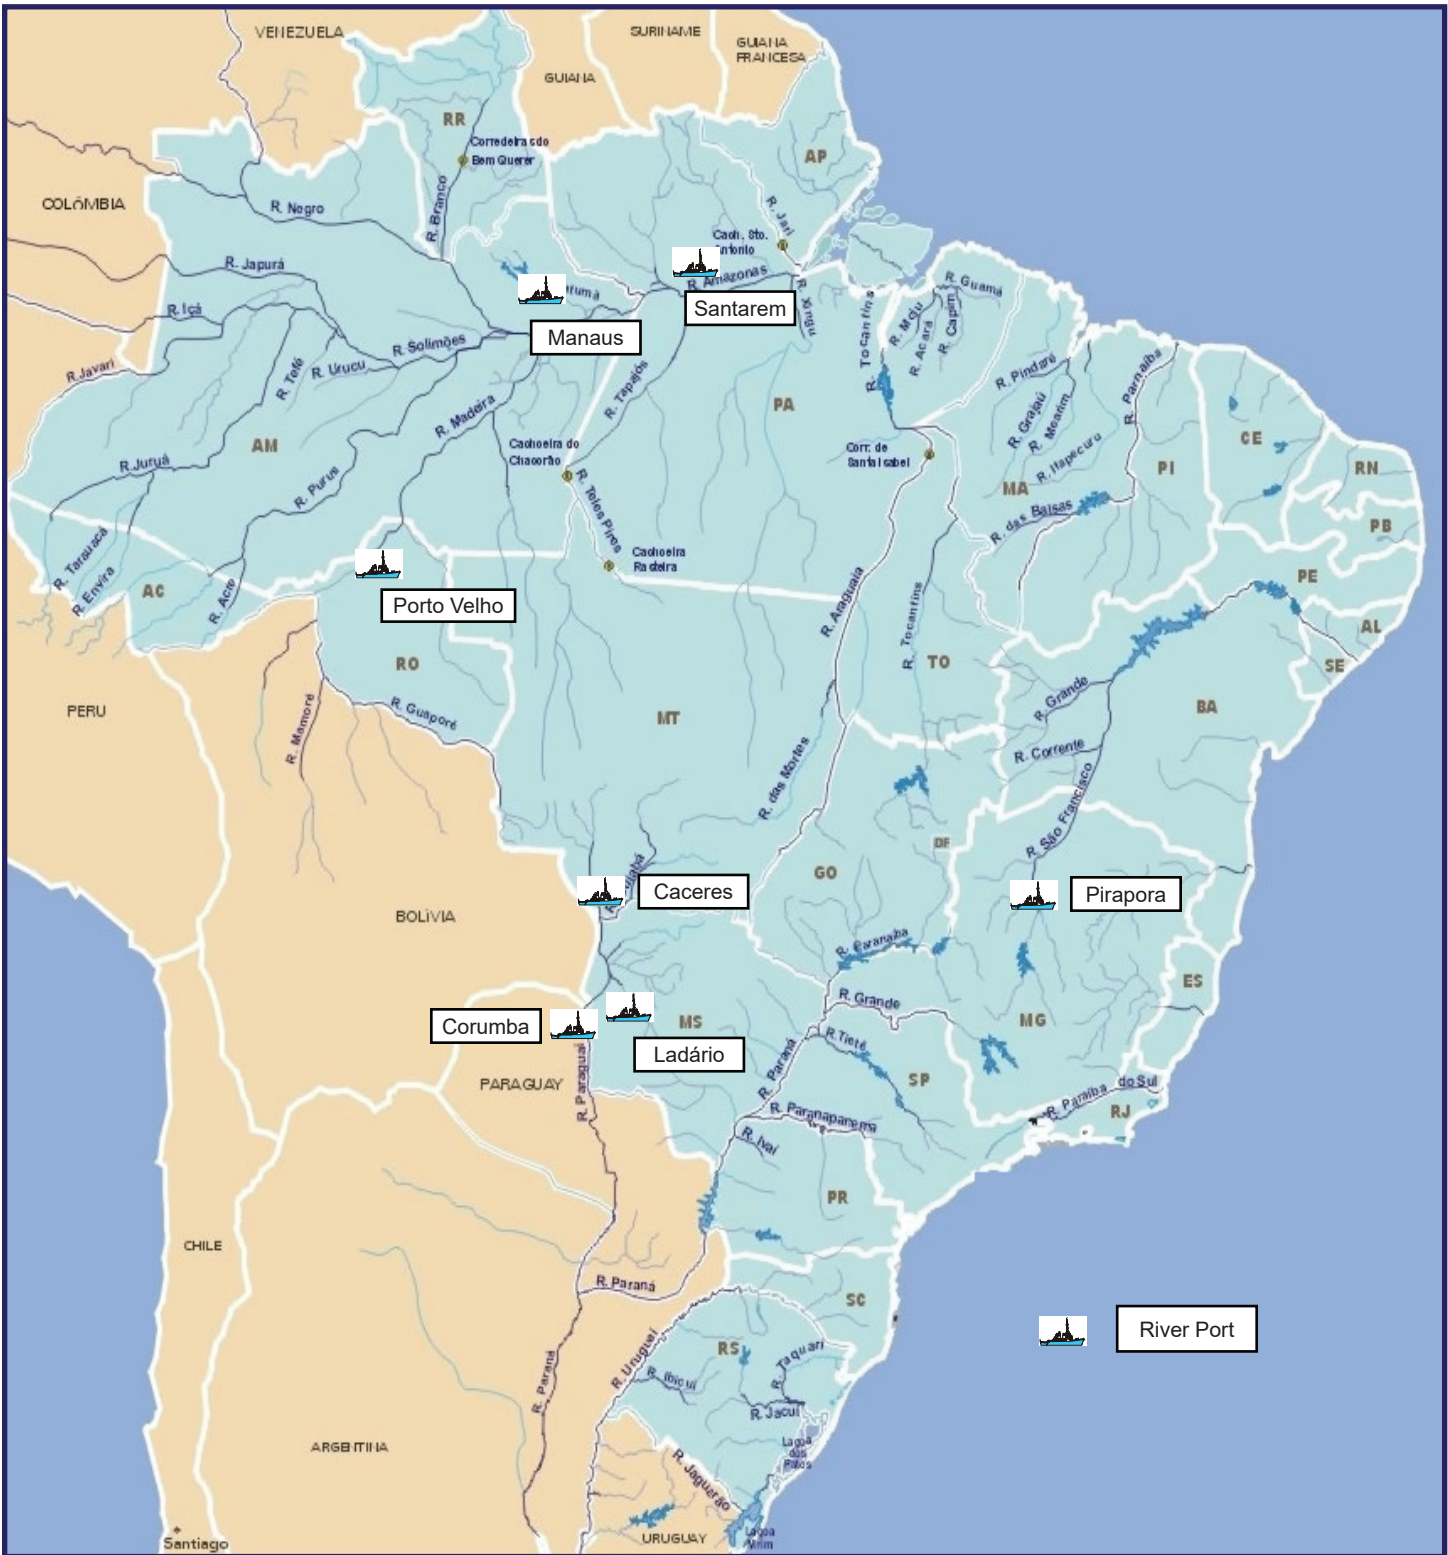 VENEZUELA
SURINAME
GUIANA
FRANCESA
GUIANA
RR
Corredeiras do
Bem Querer
AP
COLÔMBIA
R. Negro
R. Branco
R. Jari
Cach. Sto.
R. Japurá
R. Amazonas
R. Guamá
R. Içá
Santarem
R. Xingu
R. Tocantins
R. Moju
R. Acará
R. Capim
Manaus
R. Solimões
R. Javari
R. Tefé
R. Urucu
R. Pindaré
R. Parnaíba
R. Tapajós
PA
R. Madeira
R. Grajaú
R. Mearim
CE
AM
Cachoeira do
Chacorão
Corr. de
Santa Isabel
R. Itapecuru
R. Juruá
R. Purus
MA
PI
RN
R. Teles Pires
R. das Balsas
PB
R. Tarauacá
R. Envira
Cachoeira
Rasteira
AC
R. Acre
Porto Velho
R. Araguaia
R. Tocantins
PE
AL
RO
TO
SE
PERU
R. Mamoré
R. Guaporé
MT
R. Grande
BA
R. Corrente
R. das Mortes
R. São Francisco
DF
GO
Caceres
Pirapora
BOLÍVIA
R. Paranaíba
ES
R. Grande
Corumba
MS
MG
Ladário
R. Tietê
R. Paraná
SP
PARAGUAY
R. Paraguai
R. Paranapanema
R. Paraíba do Sul
RJ
R. Ivaí
PR
CHILE
R. Paraná
SC
River Port
R. Uruguai
RS
R. Taquari
R. Ibicuí
R. Paraná
R. Jacuí
ARGENTINA
Lagoa
dos
Patos
R. Jaguarão
URUGUAY
Lagoa
Mirim
Santiago